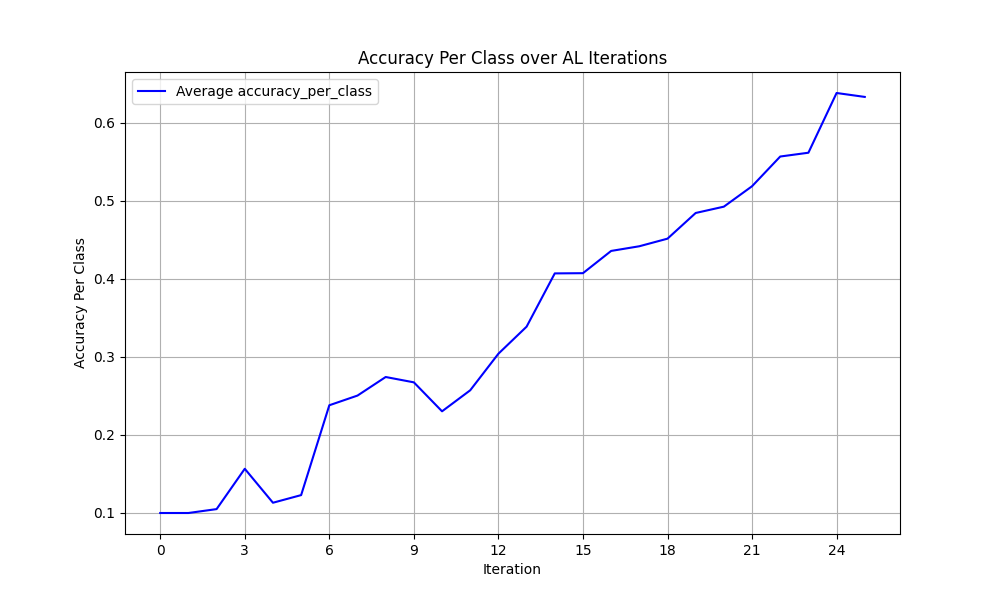 Accuracy Per Class over AL Iterations
Average accuracy_per_class
Accuracy Per Class
0.6
0.5
0.4
0.3
0.2
0.1
0 3 6 9 12 15 18 21 24
Iteration